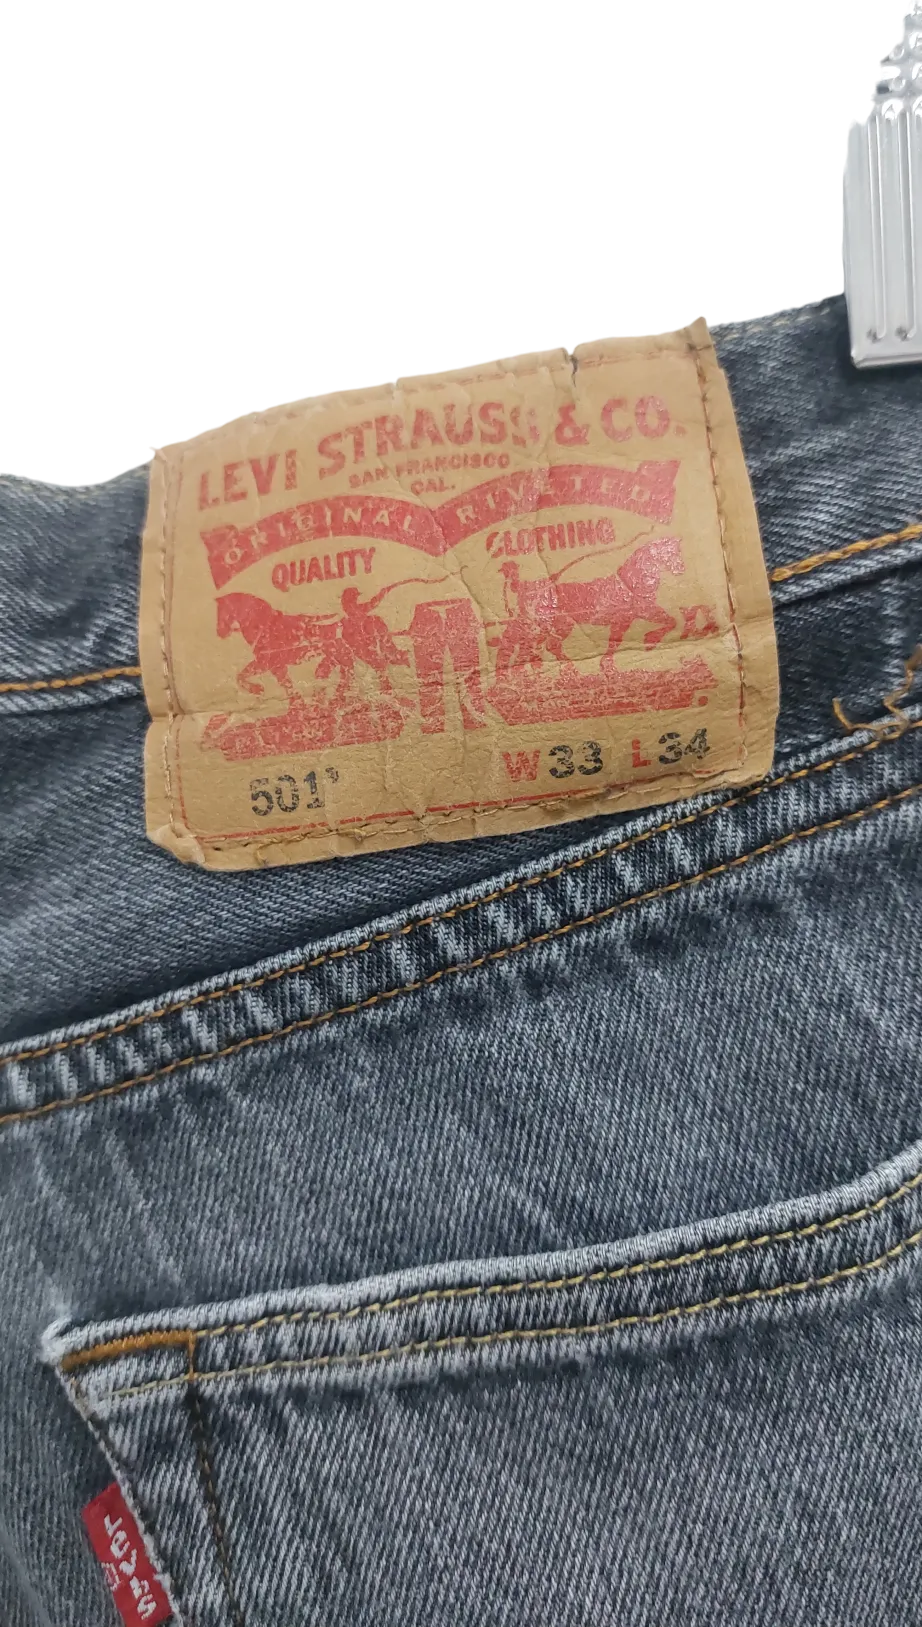 LEVI STRAUSS & CO.
SAN FRANCISCO
CAL.
ORIGINAL RIVETED
QUALITY CLOTHING
501® W33 L34
LEVI'S